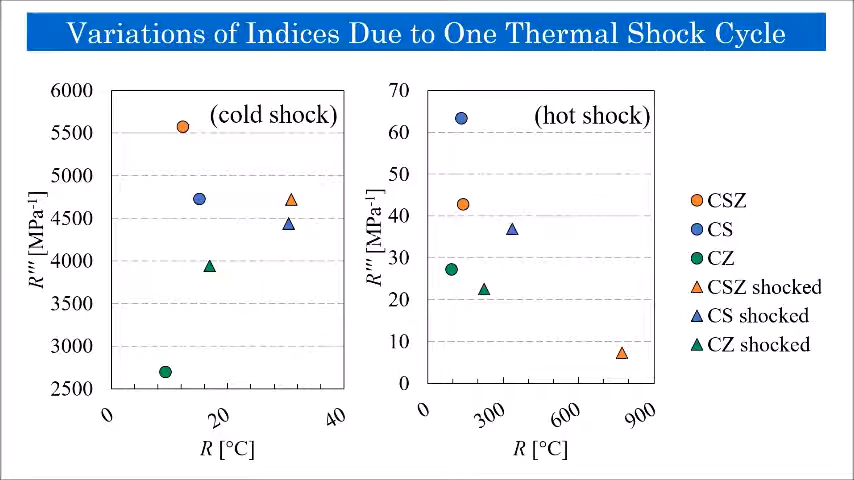 Variations of Indices Due to One Thermal Shock Cycle
(cold shock)
6000
5500
5000
4500
4000
3500
3000
2500
R''' [MPa-1]
0
20
40
R [°C]
(hot shock)
70
60
50
40
30
20
10
0
R''' [MPa-1]
0
300
600
900
R [°C]
CSZ
CS
CZ
CSZ shocked
CS shocked
CZ shocked